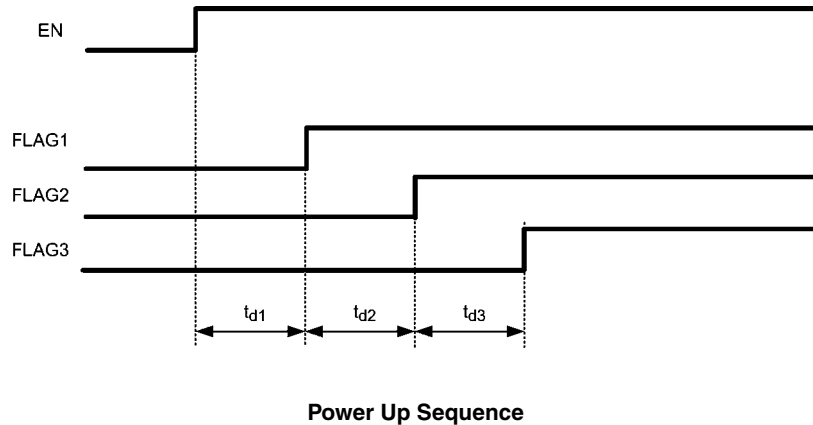 EN
FLAG1
FLAG2
FLAG3
td1 td2 td3
Power Up Sequence